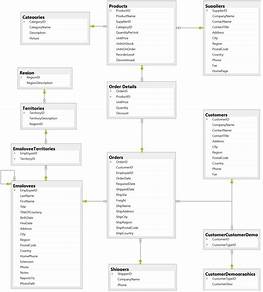 Categories
CategoryID
CategoryName
Description
Picture
Products
ProductID
ProductName
SupplierID
CategoryID
QuantityPerUnit
UnitPrice
UnitsInStock
UnitsOnOrder
ReorderLevel
Discontinued
Suppliers
SupplierID
CompanyName
ContactName
ContactTitle
Address
City
Region
PostalCode
Country
Phone
Fax
HomePage
Region
RegionID
RegionDescription
Territories
TerritoryID
TerritoryDescription
RegionID
EmployeeTerritories
EmployeeID
TerritoryID
Employees
EmployeeID
LastName
FirstName
Title
TitleOfCourtesy
BirthDate
HireDate
Address
City
Region
PostalCode
Country
HomePhone
Extension
Photo
Notes
ReportsTo
PhotoPath
Order Details
OrderID
ProductID
UnitPrice
Quantity
Discount
Orders
OrderID
CustomerID
EmployeeID
OrderDate
RequiredDate
ShippedDate
ShipVia
Freight
ShipName
ShipAddress
ShipCity
ShipRegion
ShipPostalCode
ShipCountry
Shippers
ShipperID
CompanyName
Phone
Customers
CustomerID
CompanyName
ContactName
ContactTitle
Address
City
Region
PostalCode
Country
Phone
Fax
CustomerCustomerDemo
CustomerID
CustomerTypeID
CustomerDemographics
CustomerTypeID
CustomerDesc